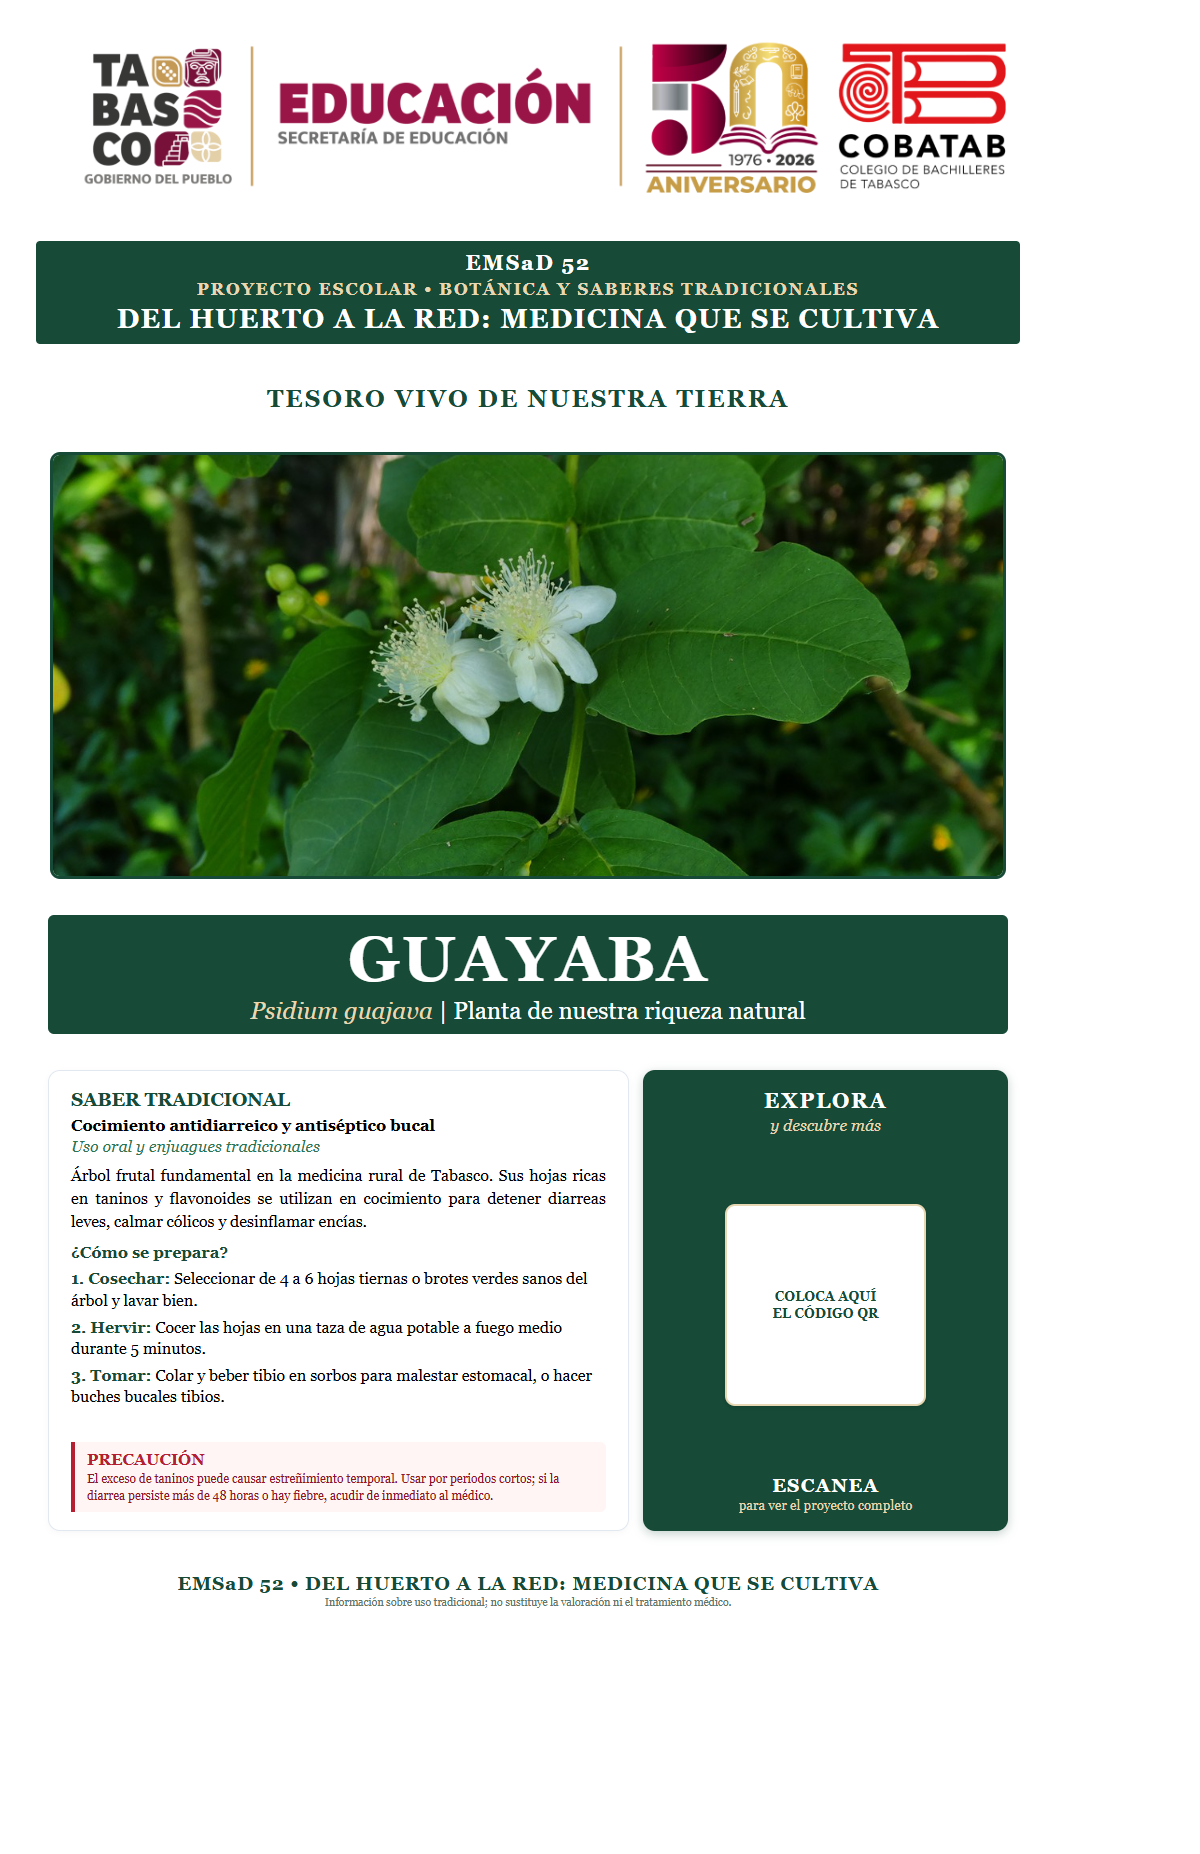 TA
BAS
CO
GOBIERNO DEL PUEBLO
EDUCACIÓN
SECRETARÍA DE EDUCACIÓN
50
1976 • 2026
ANIVERSARIO
COBATAB
COLEGIO DE BACHILLERES
DE TABASCO
EMSaD 52
PROYECTO ESCOLAR • BOTÁNICA Y SABERES TRADICIONALES
DEL HUERTO A LA RED: MEDICINA QUE SE CULTIVA
TESORO VIVO DE NUESTRA TIERRA
GUAYABA
Psidium guajava | Planta de nuestra riqueza natural
SABER TRADICIONAL
Cocimiento antidiarreico y antiséptico bucal
Uso oral y enjuagues tradicionales
Árbol frutal fundamental en la medicina rural de Tabasco. Sus hojas ricas
en taninos y flavonoides se utilizan en cocimiento para detener diarreas
leves, calmar cólicos y desinflamar encías.
¿Cómo se prepara?
1. Cosechar: Seleccionar de 4 a 6 hojas tiernas o brotes verdes sanos del
árbol y lavar bien.
2. Hervir: Cocer las hojas en una taza de agua potable a fuego medio
durante 5 minutos.
3. Tomar: Colar y beber tibio en sorbos para malestar estomacal, o hacer
buches bucales tibios.
PRECAUCIÓN
El exceso de taninos puede causar estreñimiento temporal. Usar por periodos cortos; si la
diarrea persiste más de 48 horas o hay fiebre, acudir de inmediato al médico.
EXPLORA
y descubre más
COLOCA AQUÍ
EL CÓDIGO QR
ESCANEA
para ver el proyecto completo
EMSaD 52 • DEL HUERTO A LA RED: MEDICINA QUE SE CULTIVA
Información sobre uso tradicional; no sustituye la valoración ni el tratamiento médico.